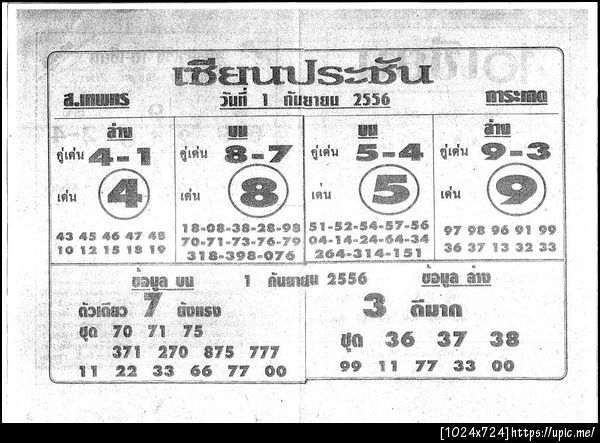 เซียนประชัน
ส.เทพพร วันที่ 1 กันยายน 2556 การะเกด
ล่าง บน บน ล่าง
คู่เด่น 4-1 คู่เด่น 8-7 คู่เด่น 5-4 คู่เด่น 9-3
เด่น 4 เด่น 8 เด่น 5 เด่น 9
43 45 46 47 48 18-08-38-28-98 51-52-54-57-56 97 98 96 91 99
10 12 15 18 19 70-71-73-76-79 04-14-24-64-34 36 37 13 32 33
318-398-076 264-314-151
ข้อมูล บน 1 กันยายน 2556 ข้อมูล ล่าง
ตัวเดียว 7 ยังแรง 3 ดีมาก
ชุด 70 71 75 ชุด 36 37 38
371 270 875 777
11 22 33 66 77 00 99 11 77 33 00
[1024x724]https://upic.me/